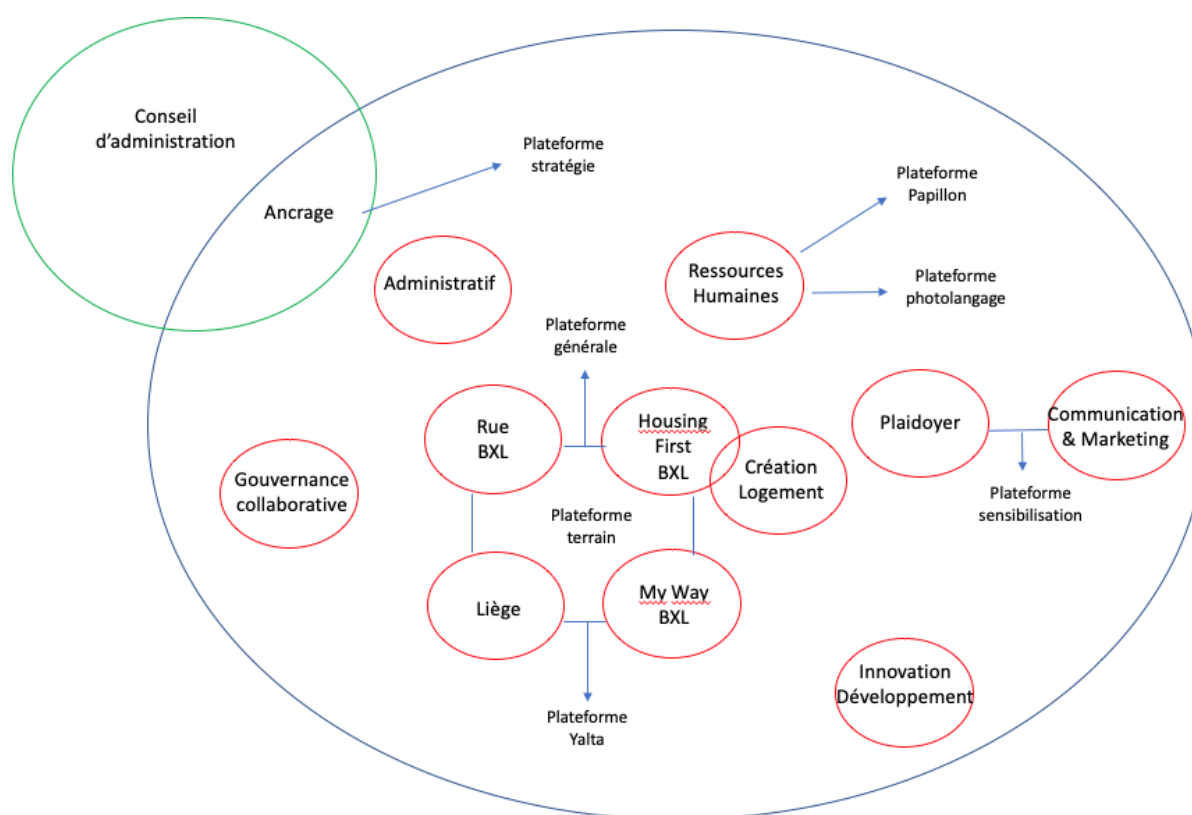 Conseil
d'administration
Plateforme
stratégie
Plateforme
Papillon
Ancrage
Administratif
Ressources
Humaines
Plateforme
photolangage
Plateforme
générale
Rue
BXL
Housing
First
BXL
Plaidoyer
Communication
& Marketing
Création
Logement
Gouvernance
collaborative
Plateforme
sensibilisation
Plateforme
terrain
Liège
My Way
BXL
Innovation
Développement
Plateforme
Yalta